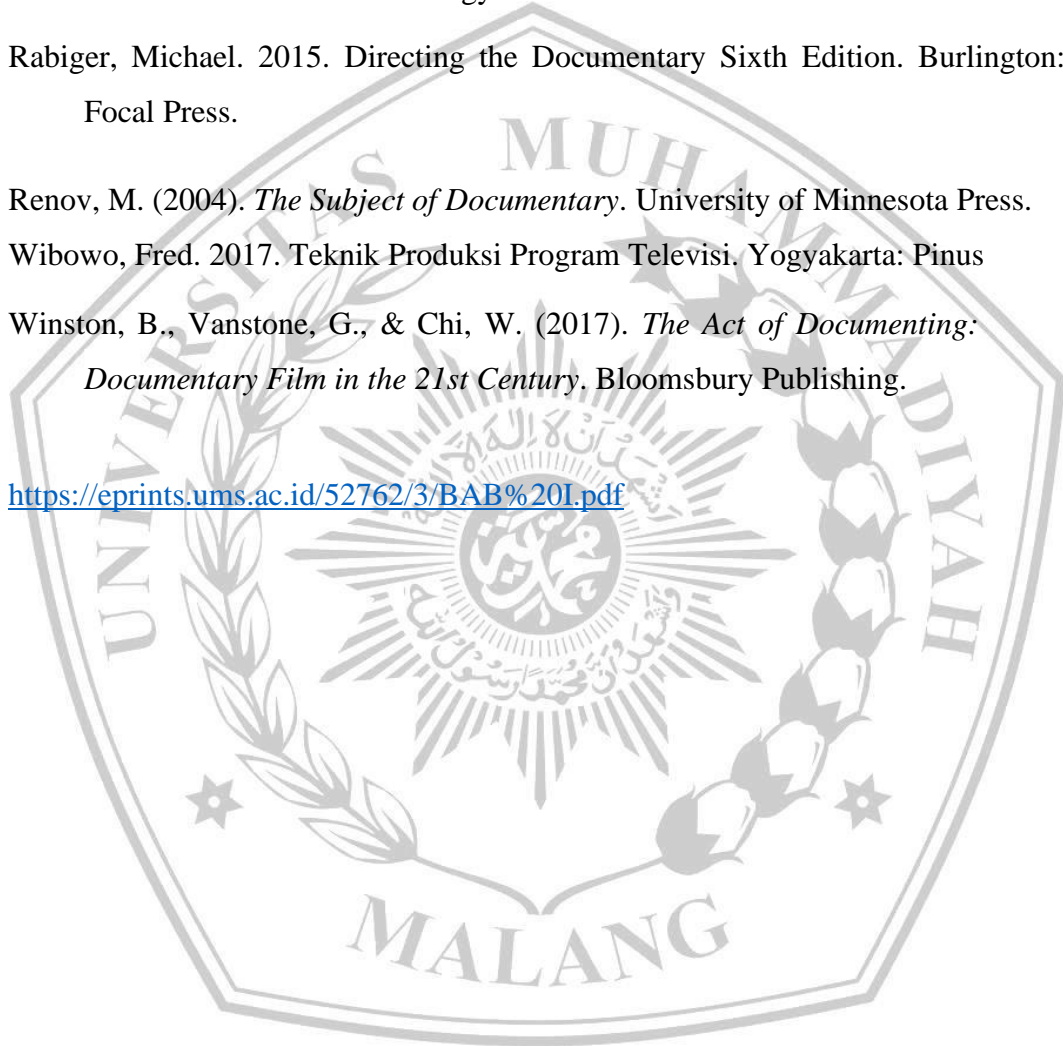 Rabiger, Michael. 2015. Directing the Documentary Sixth Edition. Burlington:
Focal Press.
Renov, M. (2004). The Subject of Documentary. University of Minnesota Press.
Wibowo, Fred. 2017. Teknik Produksi Program Televisi. Yogyakarta: Pinus
Winston, B., Vanstone, G., & Chi, W. (2017). The Act of Documenting:
Documentary Film in the 21st Century. Bloomsbury Publishing.
https://eprints.ums.ac.id/52762/3/BAB%20I.pdf
UNIVERSITAS MUHAMMADIYAH
MALANG